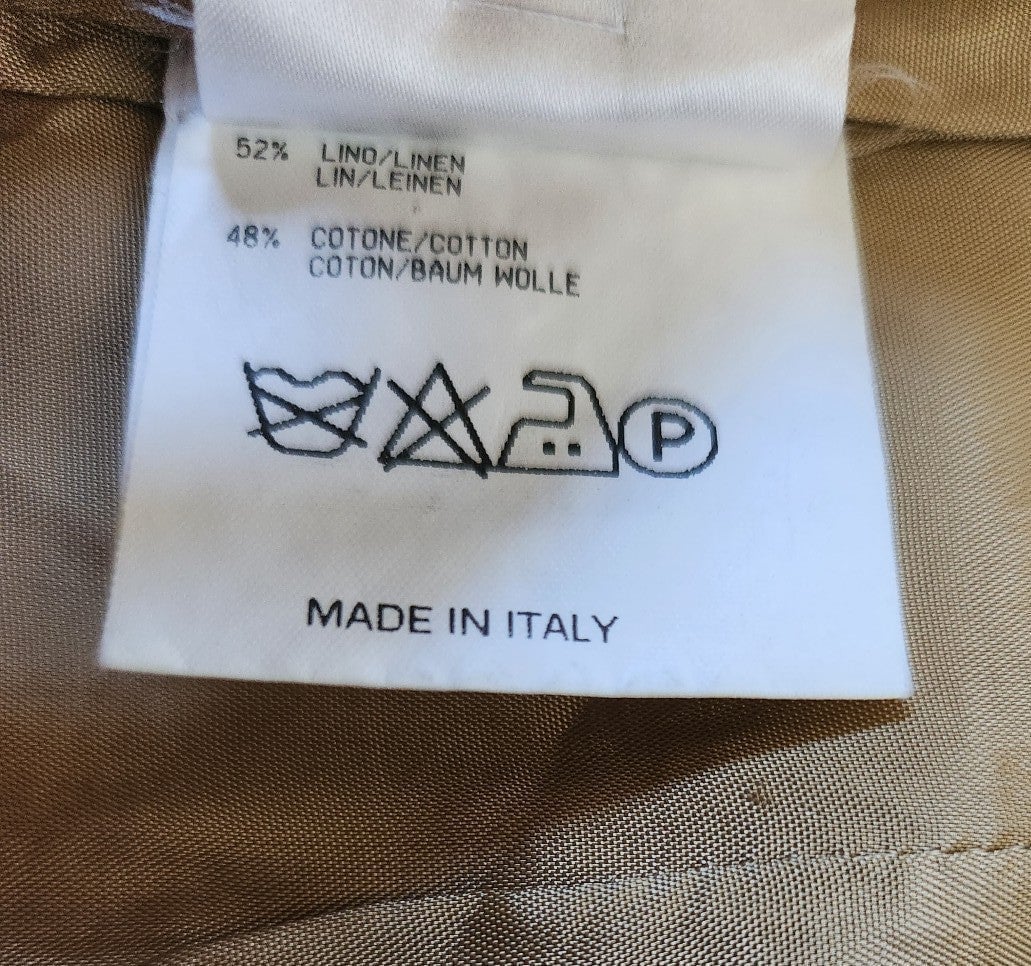 52% LINO/LINEN
LIN/LEINEN
48% COTONE/COTTON
COTON/BAUM WOLLE
P
MADE IN ITALY